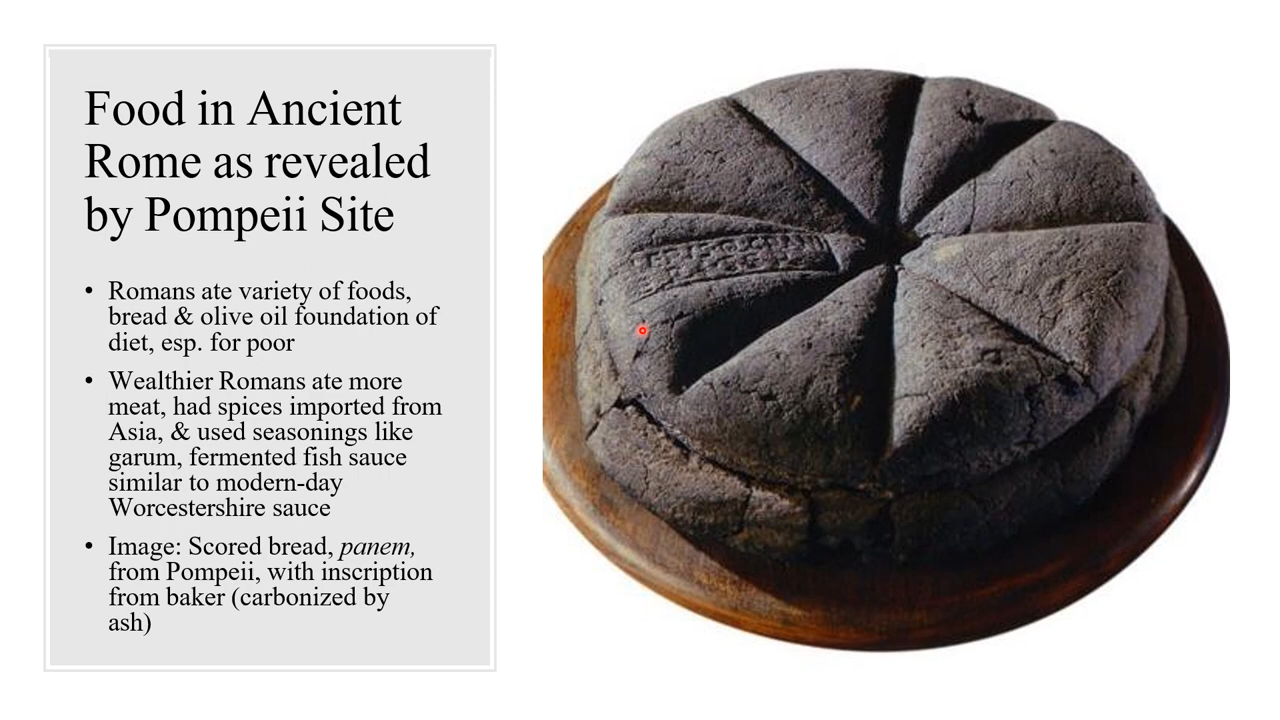 Food in Ancient
Rome as revealed
by Pompeii Site
• Romans ate variety of foods,
bread & olive oil foundation of
diet, esp. for poor
• Wealthier Romans ate more
meat, had spices imported from
Asia, & used seasonings like
garum, fermented fish sauce
similar to modern-day
Worcestershire sauce
• Image: Scored bread, panem,
from Pompeii, with inscription
from baker (carbonized by
ash)